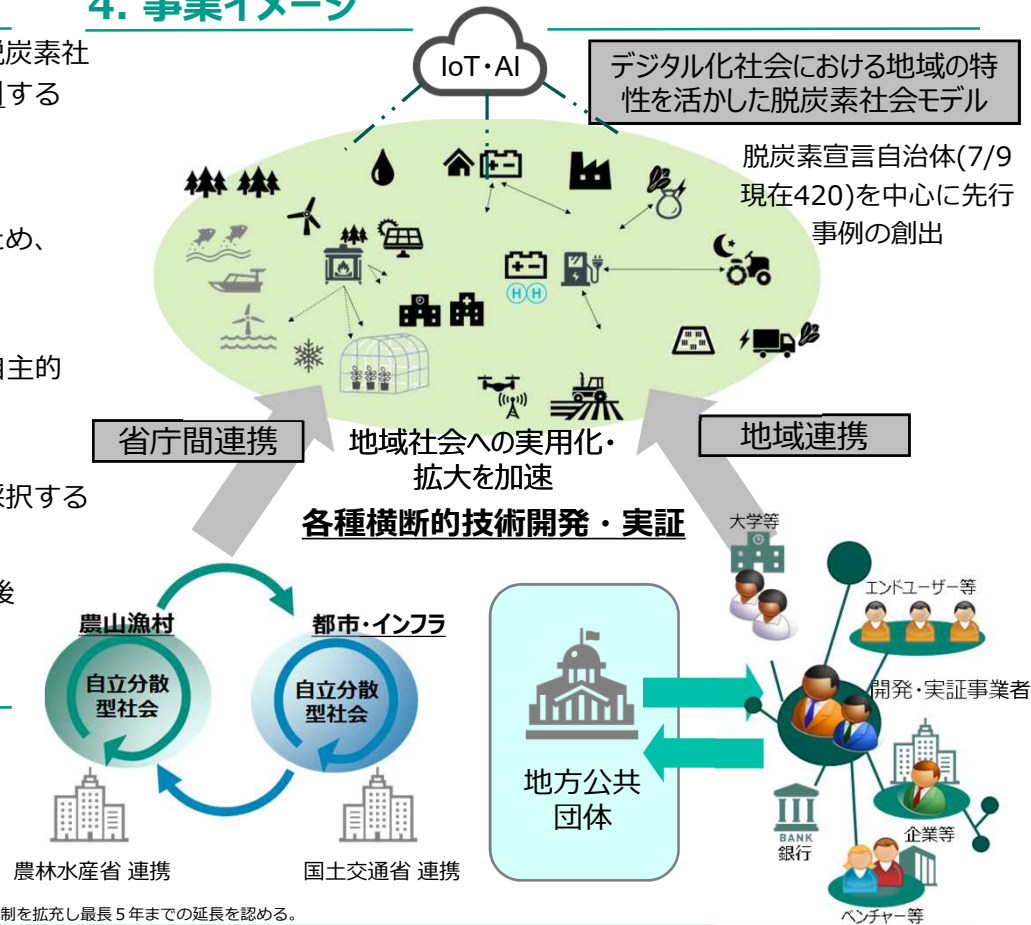 4. 事業イメージ
脱炭素社
する
ため、
自主的
採択する
後
IoT・AI
デジタル化社会における地域の特
性を活かした脱炭素社会モデル
脱炭素宣言自治体(7/9
現在420)を中心に先行
事例の創出
H H
省庁間連携
地域社会への実用化・
拡大を加速
地域連携
各種横断的技術開発・実証
農山漁村
都市・インフラ
自立分散
型社会
自立分散
型社会
農林水産省 連携
国土交通省 連携
地方公共
団体
大学等
エンドユーザー等
開発・実証事業者
企業等
BANK
銀行
ベンチャー等
制を拡充し最長５年までの延長を認める。